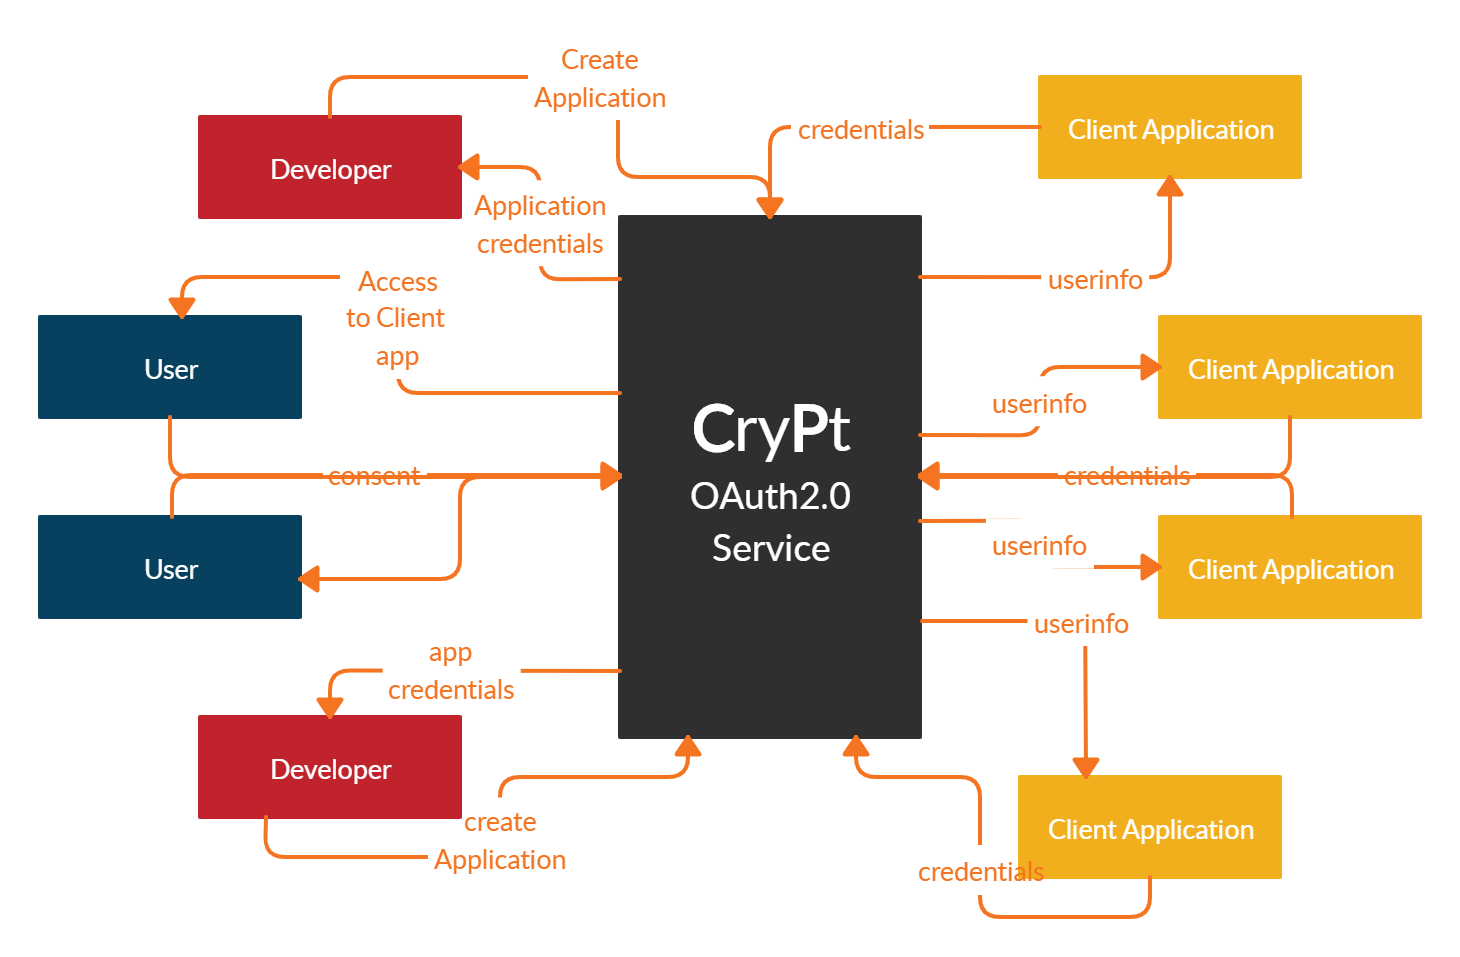 Create
Application
credentials
Client Application
Developer
Application
credentials
Access
to Client
app
userinfo
User
userinfo
Client Application
CryPt
OAuth2.0
Service
consent
credentials
User
userinfo
Client Application
app
credentials
userinfo
Developer
create
Application
Client Application
credentials